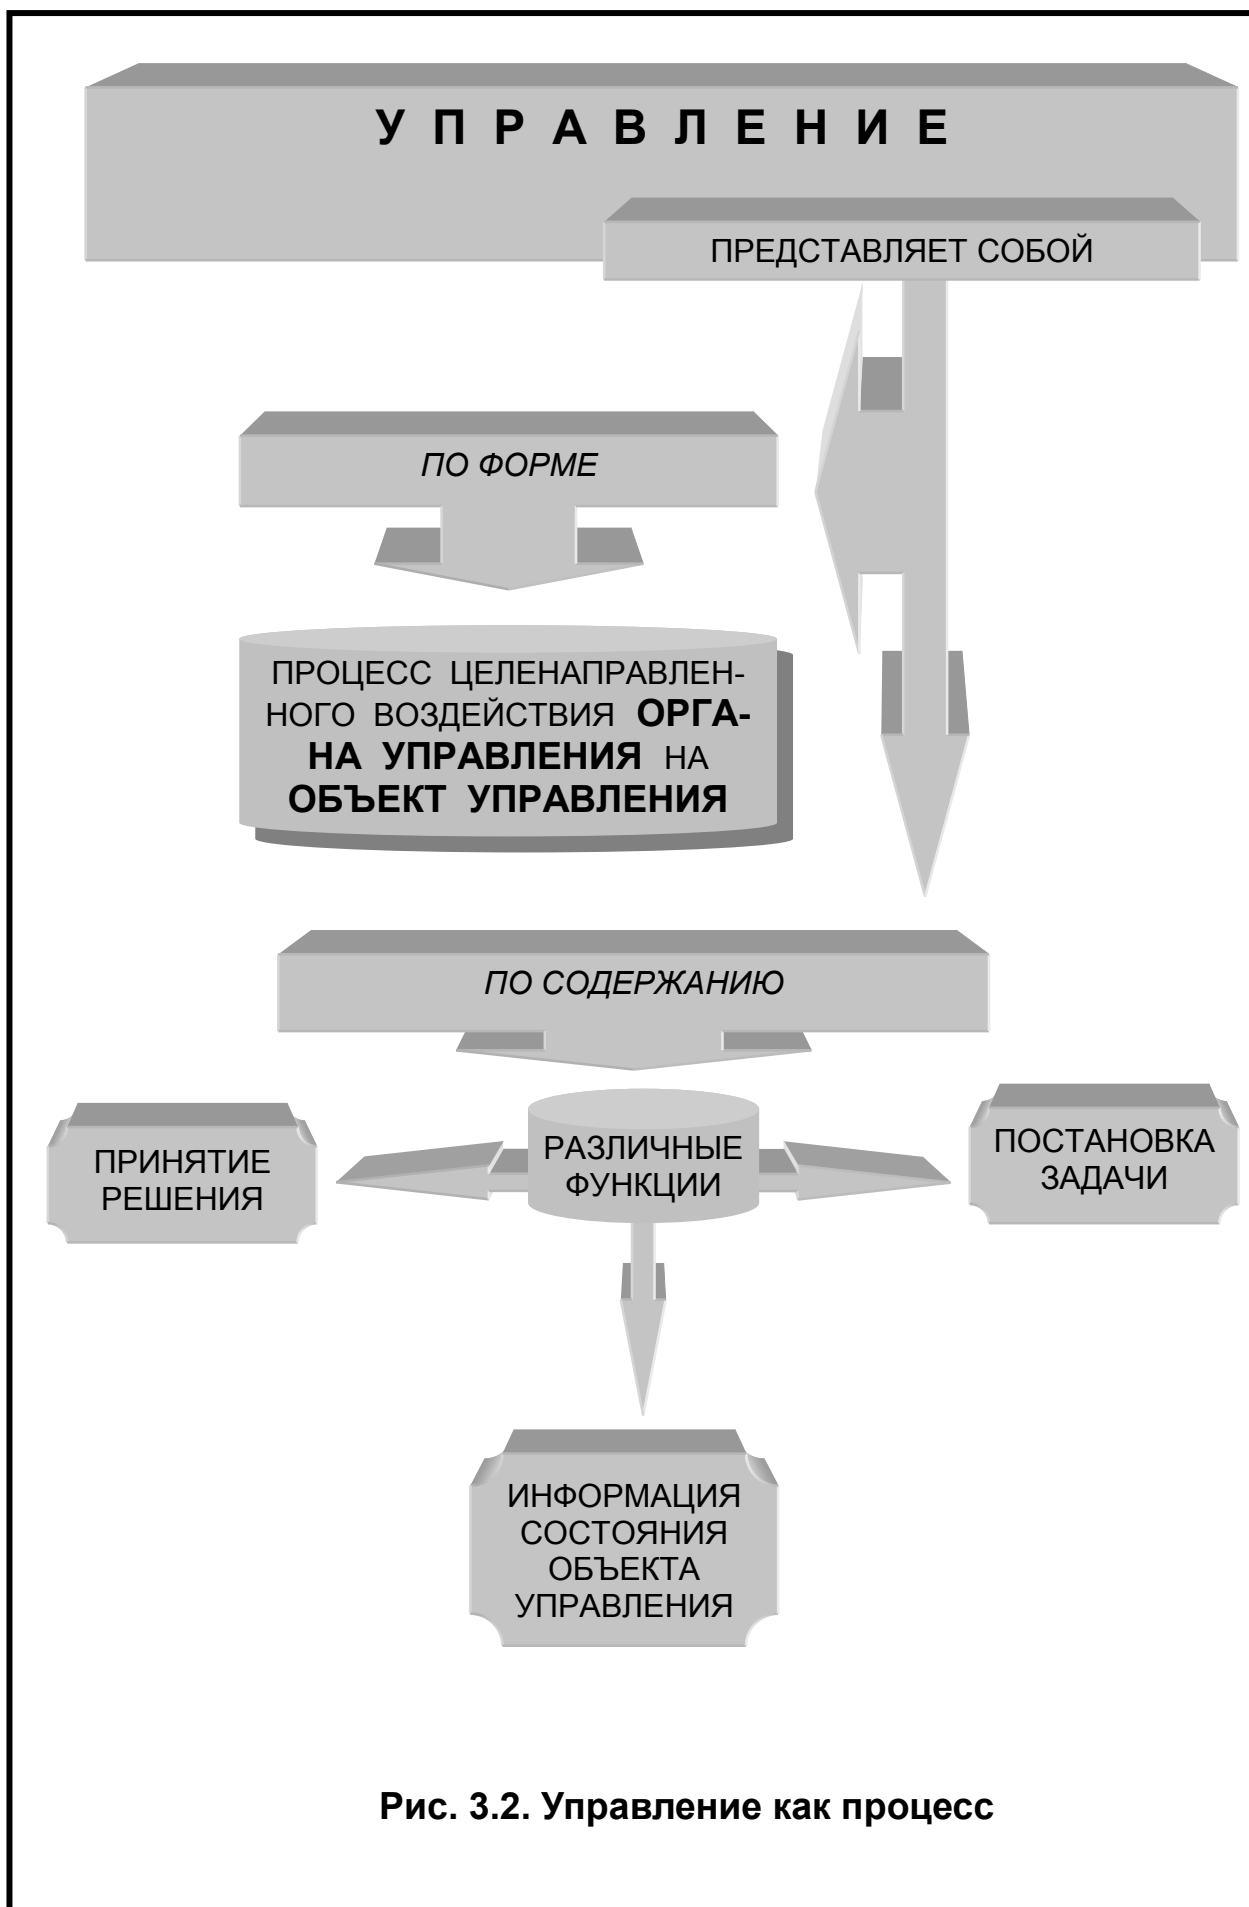 УПРАВЛЕНИЕ
ПРЕДСТАВЛЯЕТ СОБОЙ
ПО ФОРМЕ
ПРОЦЕСС ЦЕЛЕНАПРАВЛЕН-
НОГО ВОЗДЕЙСТВИЯ ОРГА-
НА УПРАВЛЕНИЯ НА
ОБЪЕКТ УПРАВЛЕНИЯ
ПО СОДЕРЖАНИЮ
ПРИНЯТИЕ
РЕШЕНИЯ
РАЗЛИЧНЫЕ
ФУНКЦИИ
ПОСТАНОВКА
ЗАДАЧИ
ИНФОРМАЦИЯ
СОСТОЯНИЯ
ОБЪЕКТА
УПРАВЛЕНИЯ
Рис. 3.2. Управление как процесс